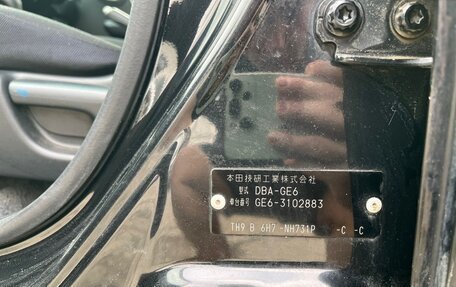 本田技研工業株式会社
型式 DBA-GE6
車台番号 GE6-3102883
TH9 B 6H7 -NH731P -C -C